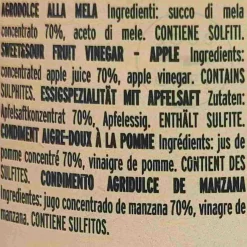 AGRODOLCE ALLA MELA Ingredienti: succo di mela
concentrato 70%, aceto di mele. CONTIENE SOLFITI.
SWEET&SOUR FRUIT VINEGAR - APPLE Ingredients:
concentrated apple juice 70%, apple vinegar. CONTAINS
SULPHITES. ESSIGSPEZIALITÄT MIT APFELSAFT Zutaten:
Apfelsaftkonzentrat 70%, Apfelessig. ENTHÄLT SULFITE.
CONDIMENT AIGRE-DOUX À LA POMME Ingrédients: jus de
pomme concentré 70%, vinaigre de pomme. CONTIENT DES
SULFITES. CONDIMENTO AGRIDULCE DE MANZANA
Ingredientes: jugo concentrado de manzana 70%, vinagre de
manzana. CONTIENE SULFITOS.